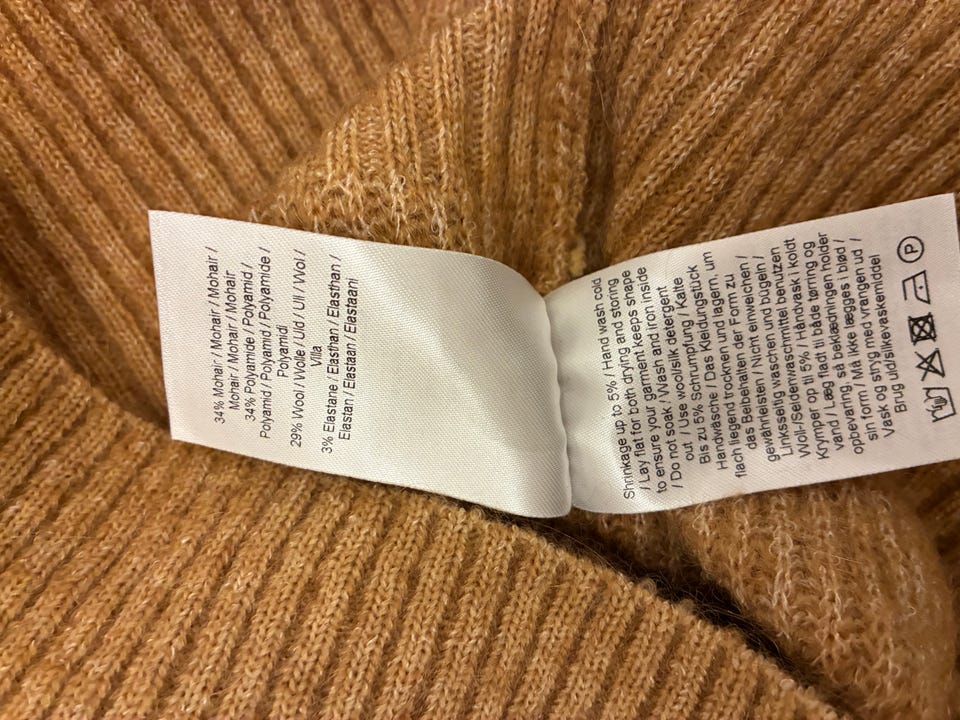 34% Mohair / Mohair / Mohair /
Mohair / Mohair / Mohair
34% Polyamide / Polyamid /
Polyamid / Polyamid / Polyamide /
Polyamidi
29% Wool / Wolle / Uld / Ull / Wol /
Villa
3% Elastane / Elasthan / Elasthan /
Elastan / Elastaan / Elastaani
Shrinkage up to 5% / Hand wash cold
/ Lay flat for both drying and storing
to ensure your garment keeps shape
/ Do not soak / Wash and iron inside
out / Use wool/silk detergent
Bis zu 5% Schrumpfung / Kalte
Handwäsche / Das Kleidungstück
flach liegend trocknen und lagern, um
das Beibehalten der Form zu
gewährleisten / Nicht einweichen /
Linksseitig waschen und bügeln /
Woll-/Seidenwaschmittel benutzen
Krymper op til 5% / Håndvask i koldt
vand / Læg fladt til både tørring og
opbevaring, så beklædningen holder
sin form / Må ikke lægges i blød /
Vask og stryg med vrangen ud /
Brug uld/silkevaskemiddel
P